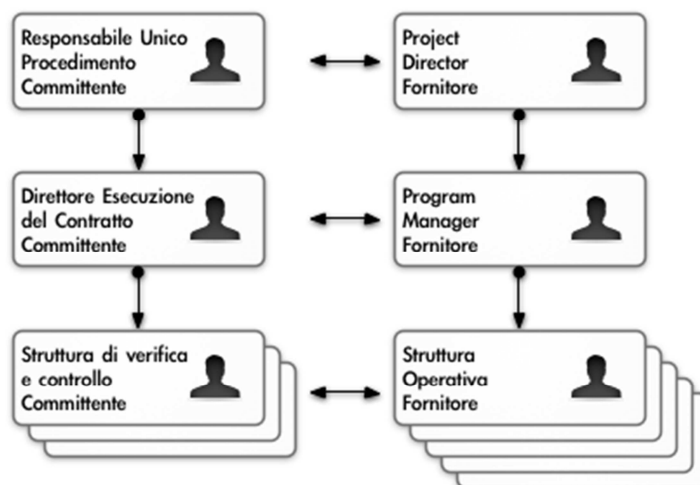 Responsabile Unico
Procedimento
Committente
Project
Director
Fornitore
Direttore Esecuzione
del Contratto
Committente
Program
Manager
Fornitore
Struttura di verifica
e controllo
Committente
Struttura
Operativa
Fornitore